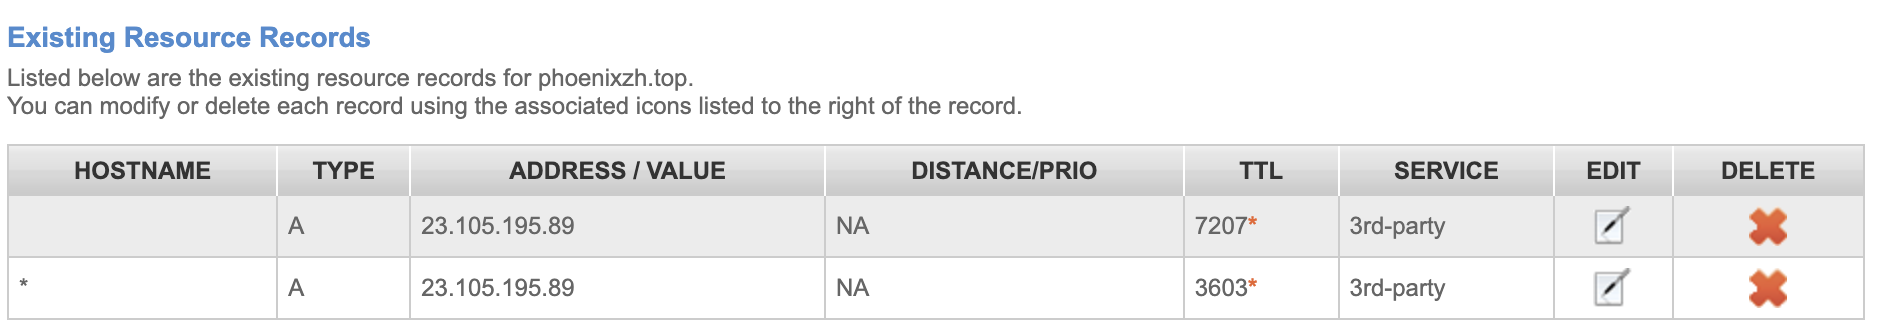 Existing Resource Records
Listed below are the existing resource records for phoenixzh.top.
You can modify or delete each record using the associated icons listed to the right of the record.
HOSTNAME TYPE ADDRESS / VALUE DISTANCE/PRIO TTL SERVICE EDIT DELETE
A 23.105.195.89 NA 7207* 3rd-party
* A 23.105.195.89 NA 3603* 3rd-party